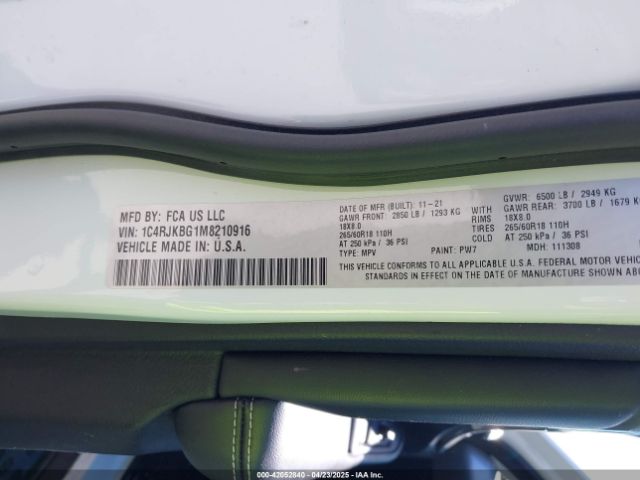 MFD BY: FCA US LLC
VIN: 1C4RJKBG1M8210916
VEHICLE MADE IN: U.S.A.
DATE OF MFR (BUILT): 11-21
GAWR FRONT: 2850 LB / 1293 KG
18X8.0
265/60R18 110H
AT 250 kPa / 36 PSI
TYPE: MPV PAINT: PW7
WITH
TIRES
RIMS
COLD
GVWR: 6500 LB / 2949 KG
GAWR REAR: 3700 LB / 1679 KG
18X8.0
265/60R18 110H
AT 250 kPa / 36 PSI
MDH: 111308
THIS VEHICLE CONFORMS TO ALL APPLICABLE U.S.A. FEDERAL MOTOR VEHIC
STANDARDS IN EFFECT ON THE DATE OF MANUFACTURE SHOWN AB
000-42052840 - 04/23/2025 - IAA Inc.